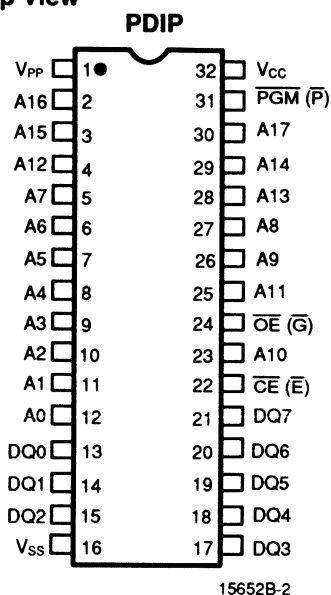 p View
PDIP
VPP 1 32 VCC
A16 2 31 PGM (P)
A15 3 30 A17
A12 4 29 A14
A7 5 28 A13
A6 6 27 A8
A5 7 26 A9
A4 8 25 A11
A3 9 24 OE (G)
A2 10 23 A10
A1 11 22 CE (E)
A0 12 21 DQ7
DQ0 13 20 DQ6
DQ1 14 19 DQ5
DQ2 15 18 DQ4
VSS 16 17 DQ3
15652B-2